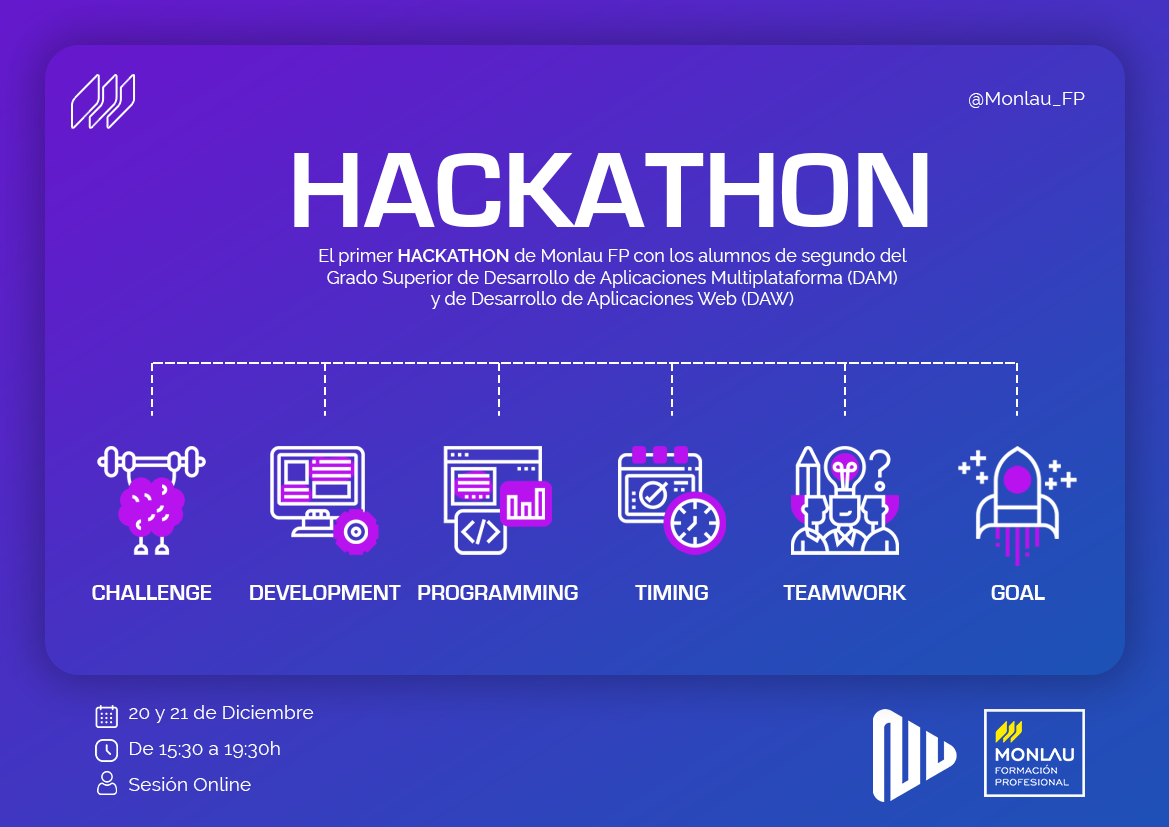 @Monlau_FP
HACKATHON
El primer HACKATHON de Monlau FP con los alumnos de segundo del
Grado Superior de Desarrollo de Aplicaciones Multiplataforma (DAM)
y de Desarrollo de Aplicaciones Web (DAW)
CHALLENGE
DEVELOPMENT
PROGRAMMING
TIMING
TEAMWORK
GOAL
20 y 21 de Diciembre
De 15:30 a 19:30h
Sesión Online
MONLAU
FORMACIÓN
PROFESIONAL